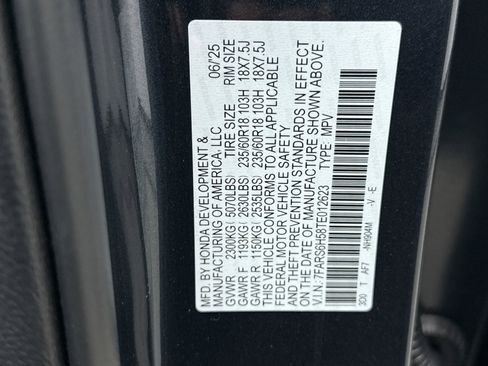 MFD. BY HONDA DEVELOPMENT & 06/25
MANUFACTURING OF AMERICA, LLC
TIRE SIZE RIM SIZE
GVWR 2300KG (5070LBS) 235/60R18 103H 18X7.5J
GAWR F 1193KG (2630LBS) 235/60R18 103H 18X7.5J
GAWR R 1150KG (2535LBS)
THIS VEHICLE CONFORMS TO ALL APPLICABLE
FEDERAL MOTOR VEHICLE SAFETY
AND THEFT PREVENTION STANDARDS IN EFFECT
ON THE DATE OF MANUFACTURE SHOWN ABOVE.
V.I.N.: 7FARS6H58TE012623 TYPE: MPV
3D0 T AF7 -NH904M -V -E